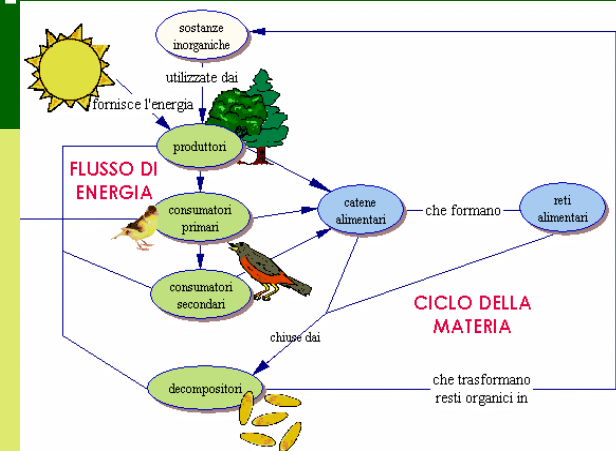 sostanze
inorganiche
utilizzate dai
fornisce l'energia
produttori
FLUSSO DI
ENERGIA
consumatori
primari
catene
alimentari
che formano
reti
alimentari
consumatori
secondari
CICLO DELLA
MATERIA
chiuse dai
decompositori
che trasformano
resti organici in